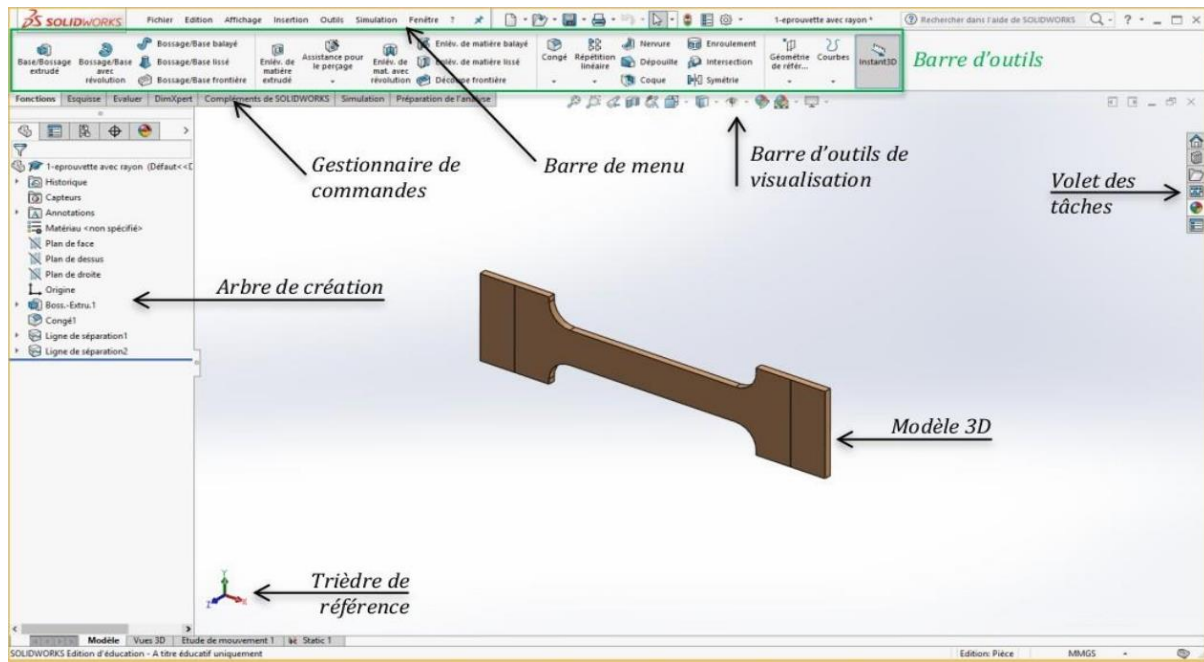 SOLIDWORKS Fichier Edition Affichage Insertion Outils Simulation Fenêtre ? 1-eprouvette avec rayon * Rechercher dans l'aide de SOLIDWORKS ?
Base/Bossage extrudé
Bossage/Base avec révolution
Bossage/Base balayé
Bossage/Base lissé
Bossage/Base frontière
Enlèv. de matière extrudé
Assistance pour le perçage
Enlèv. de mat. avec révolution
Enlèv. de matière balayé
Enlèv. de matière lissé
Découpe frontière
Congé
Répétition linéaire
Nervure
Dépouille
Coque
Enroulement
Intersection
Symétrie
Géométrie de référ...
Courbes
Instant3D
Barre d'outils
Fonctions Esquisse Evaluer DimXpert Compléments de SOLIDWORKS Simulation Préparation de l'analyse
Gestionnaire de
commandes
Barre de menu
Barre d'outils de
visualisation
Volet des
tâches
1-eprouvette avec rayon (Défaut<<D
Historique
Capteurs
Annotations
Matériau <non spécifié>
Plan de face
Plan de dessus
Plan de droite
Origine
Boss.-Extru.1
Congé1
Ligne de séparation1
Ligne de séparation2
Arbre de création
Modèle 3D
Trièdre de
référence
Y
Z
X
Modèle Vues 3D Etude de mouvement 1 Static 1
SOLIDWORKS Edition d'éducation - A titre éducatif uniquement Edition: Pièce MMGS